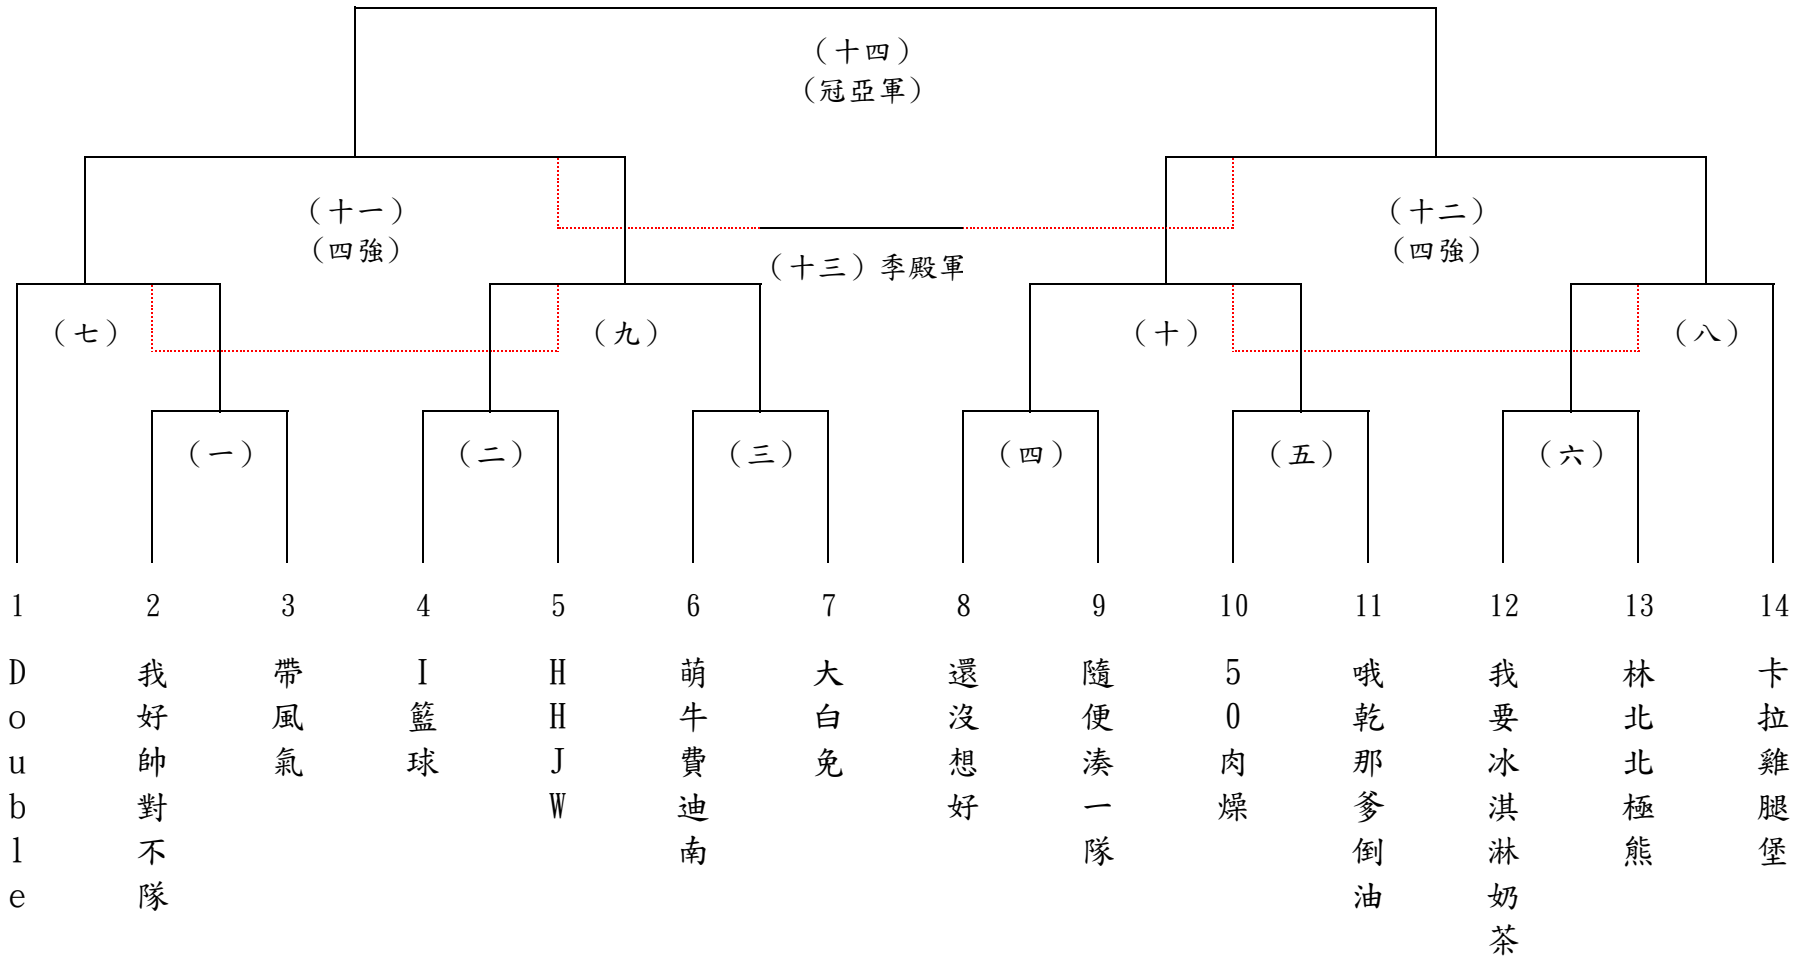 （十四）
（冠亞軍）
（十一）
（四強）
（十二）
（四強）
（十三）季殿軍
（七）
（九）
（十）
（八）
（一）
（二）
（三）
（四）
（五）
（六）
1
2
3
4
5
6
7
8
9
10
11
12
13
14
Double
我好帥對不隊
帶風氣
I籃球
HHJW
萌牛費迪南
大白免
還沒想好
隨便湊一隊
50肉燥
哦乾那爹倒油
我要冰淇淋奶茶
林北北極熊
卡拉雞腿堡